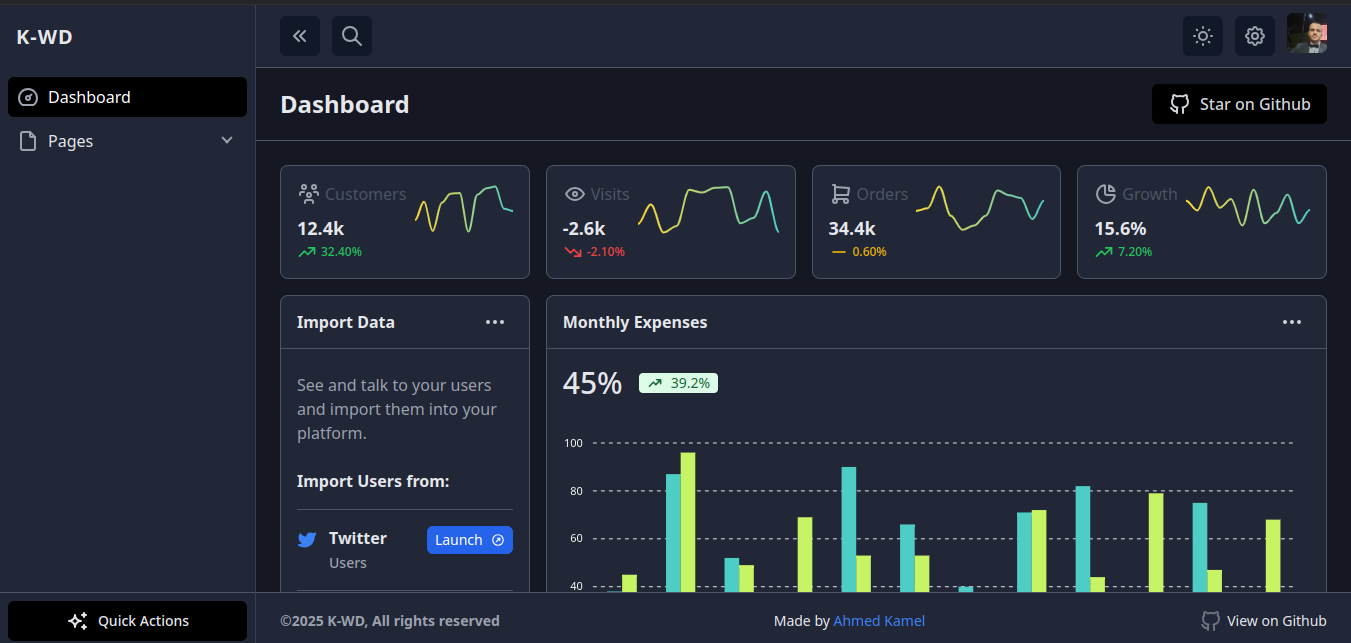 K-WD
Dashboard
Pages
Dashboard
Star on Github
Customers
12.4k
32.40%
Visits
-2.6k
-2.10%
Orders
34.4k
0.60%
Growth
15.6%
7.20%
Import Data
See and talk to your users
and import them into your
platform.
Import Users from:
Twitter
Users
Launch
Monthly Expenses
45%
39.2%
100
80
60
40
Quick Actions
©2025 K-WD, All rights reserved
Made by Ahmed Kamel
View on Github